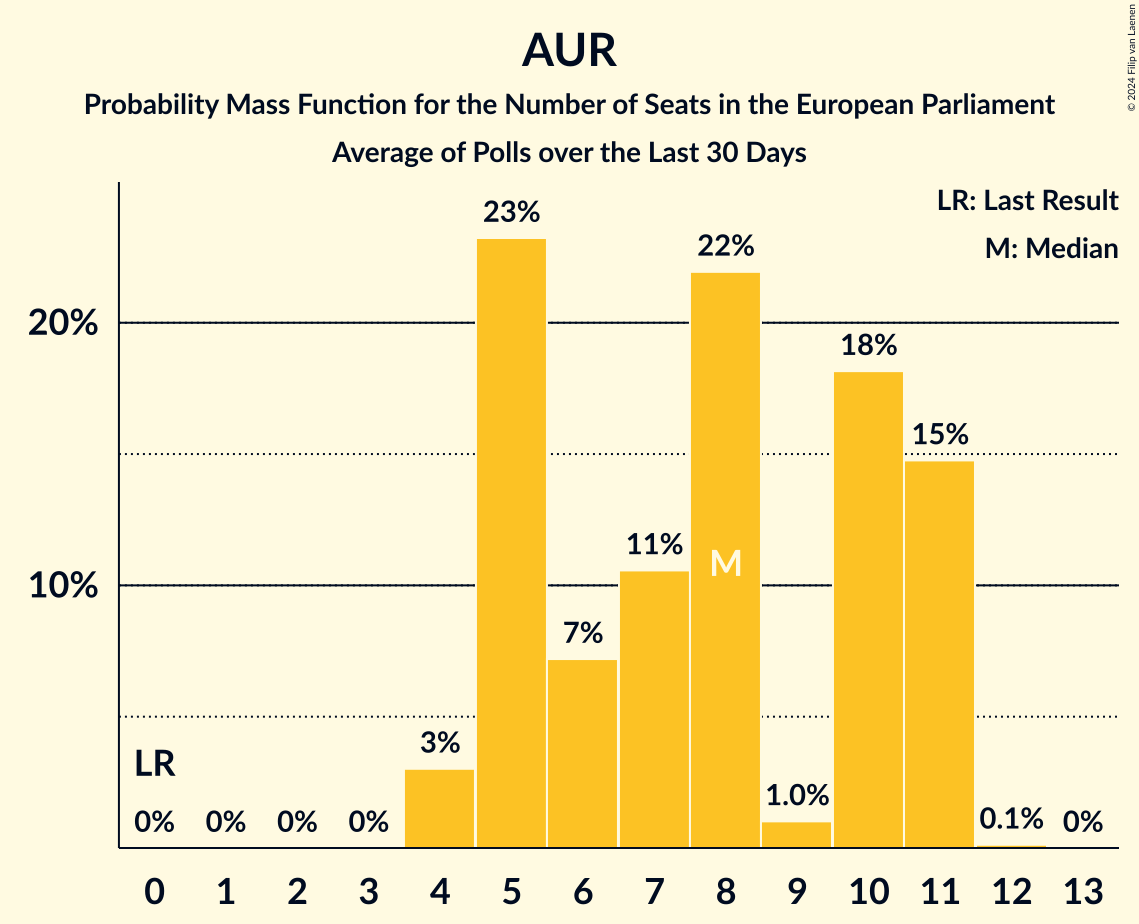 AUR
Probability Mass Function for the Number of Seats in the European Parliament
Average of Polls over the Last 30 Days
© 2024 Filip van Laenen
LR: Last Result
M: Median
20%
10%
23%
22%
18%
15%
11%
M
7%
3%
1.0%
0.1%
LR
0% 0% 0% 0% 0%
0 1 2 3 4 5 6 7 8 9 10 11 12 13